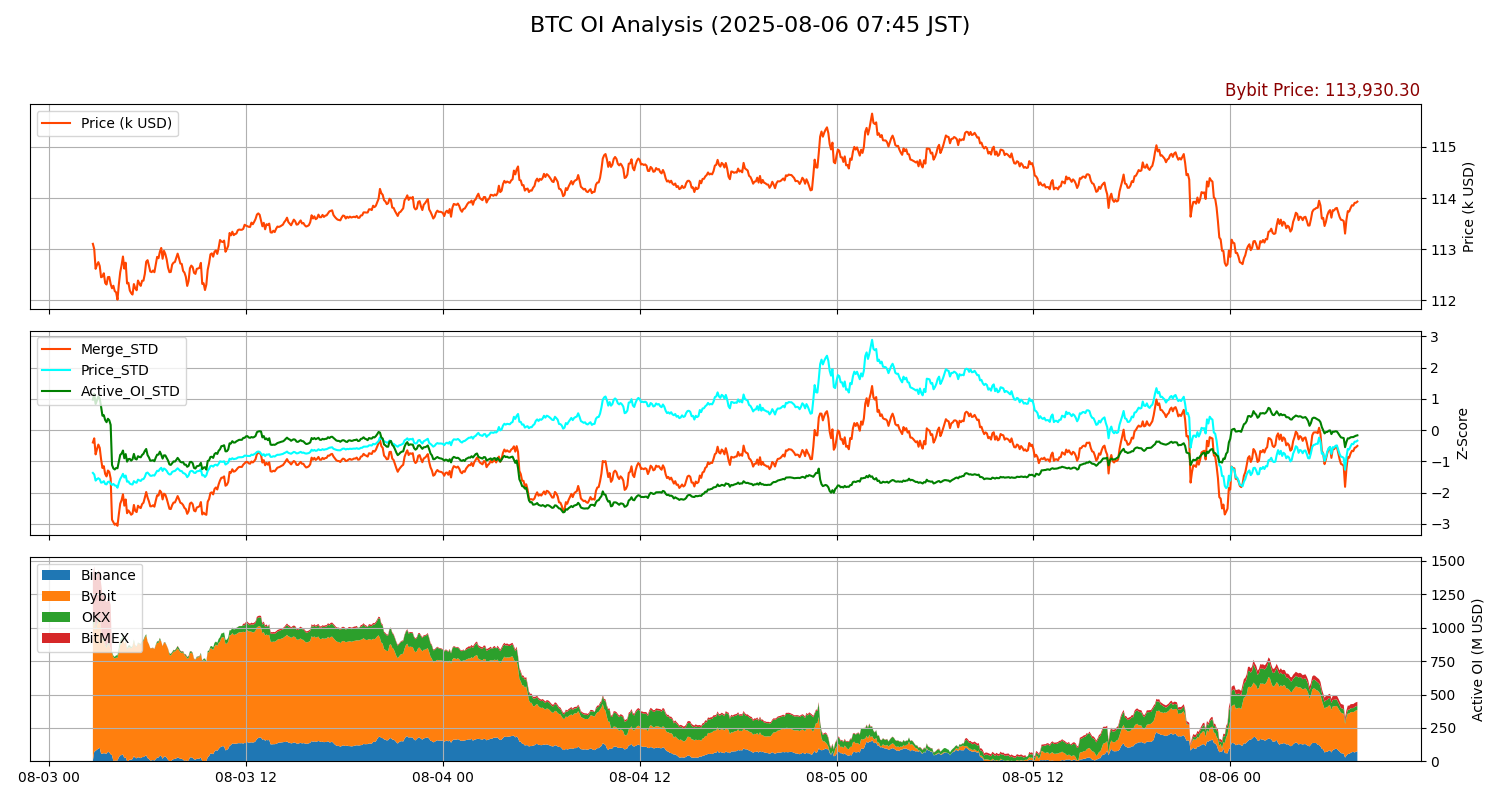 BTC OI Analysis (2025-08-06 07:45 JST)
Bybit Price: 113,930.30
Price (k USD)
115
114
113
112
Price (k USD)
Merge_STD
Price_STD
Active_OI_STD
3
2
1
0
−1
−2
−3
Z-Score
Binance
Bybit
OKX
BitMEX
1500
1250
1000
750
500
250
0
Active OI (M USD)
08-03 00
08-03 12
08-04 00
08-04 12
08-05 00
08-05 12
08-06 00